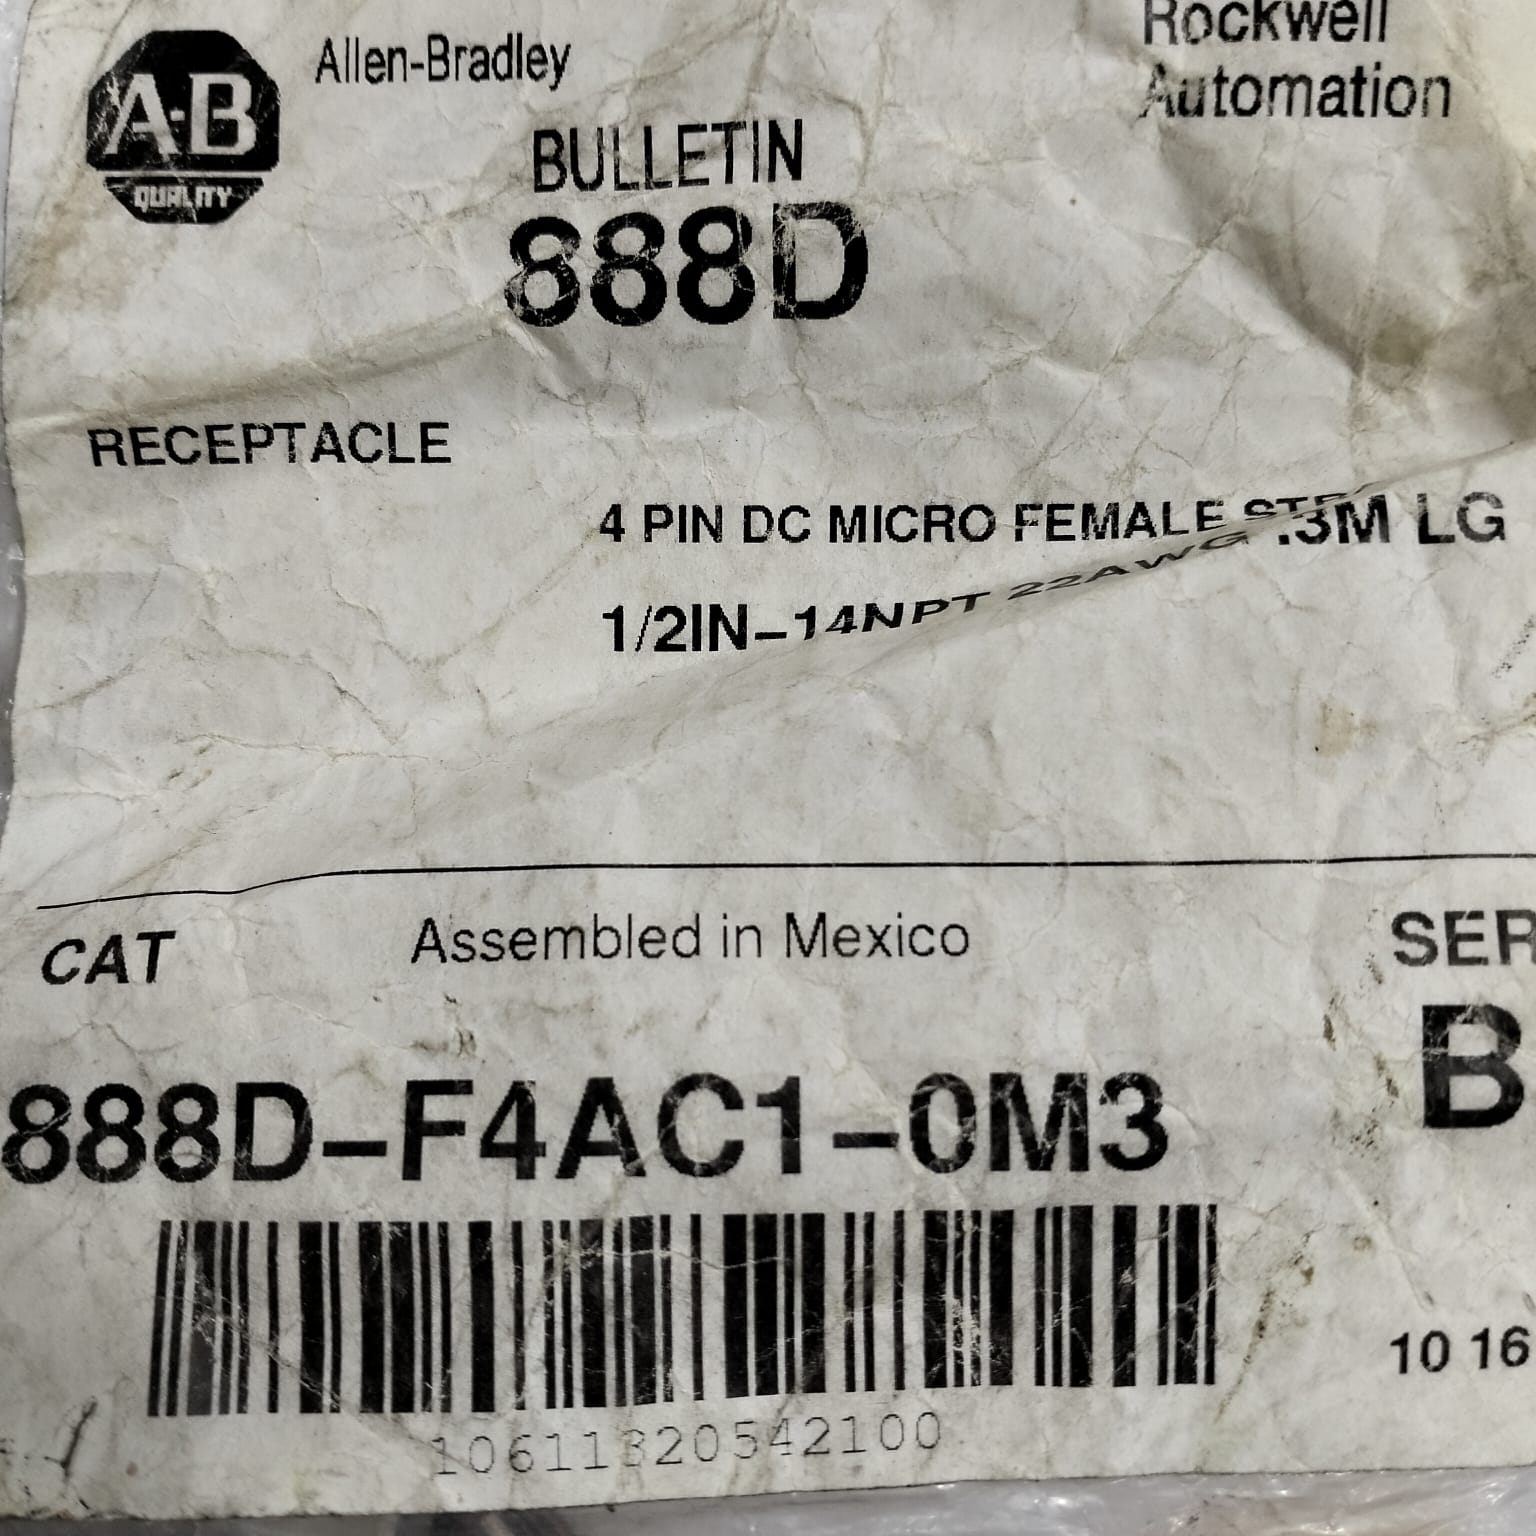 A-B
QUALITY
Allen-Bradley
Rockwell
Automation
BULLETIN
888D
RECEPTACLE
4 PIN DC MICRO FEMALE .3M LG
1/2IN-14NPT 22AWG
CAT
Assembled in Mexico
SER
B
888D-F4AC1-0M3
10 16
10611320542100